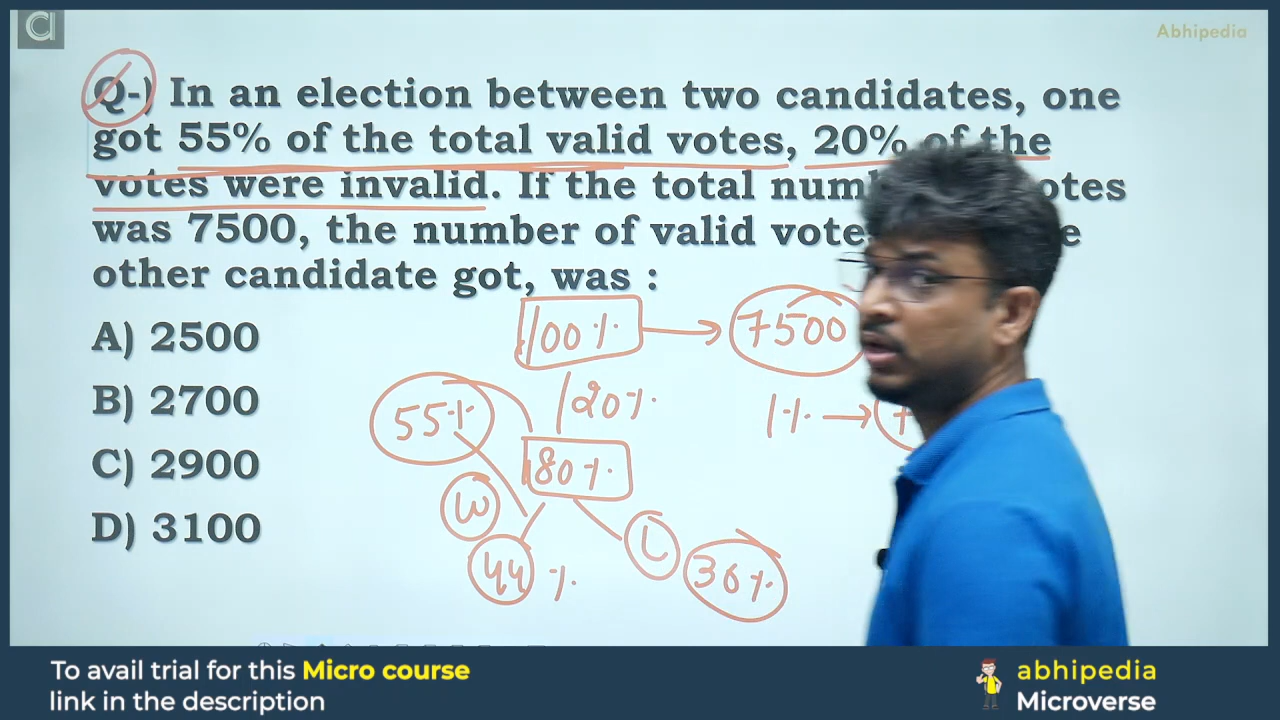 a
Abhipedia
Q-) In an election between two candidates, one
got 55% of the total valid votes, 20% of the
votes were invalid. If the total num votes
was 7500, the number of valid votes
other candidate got, was :
A) 2500
B) 2700
C) 2900
D) 3100
100% → 7500
20%
55%
1% →
80%
W
L
44%
36%
To avail trial for this Micro course
link in the description
abhipedia
Microverse